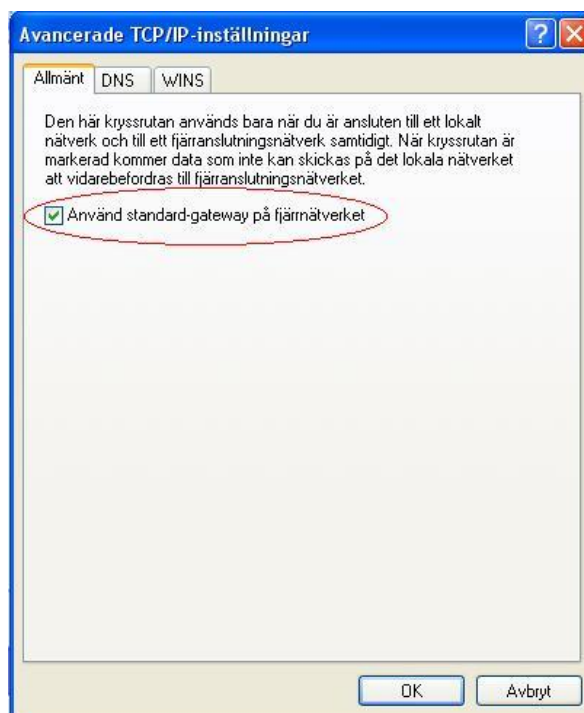 Avancerade TCP/IP-inställningar
Allmänt
DNS
WINS
Den här kryssrutan används bara när du är ansluten till ett lokalt
nätverk och till ett fjärranslutningsnätverk samtidigt. När kryssrutan är
markerad kommer data som inte kan skickas på det lokala nätverket
att vidarebefordras till fjärranslutningsnätverket.
Använd standard-gateway på fjärrnätverket
OK
Avbryt